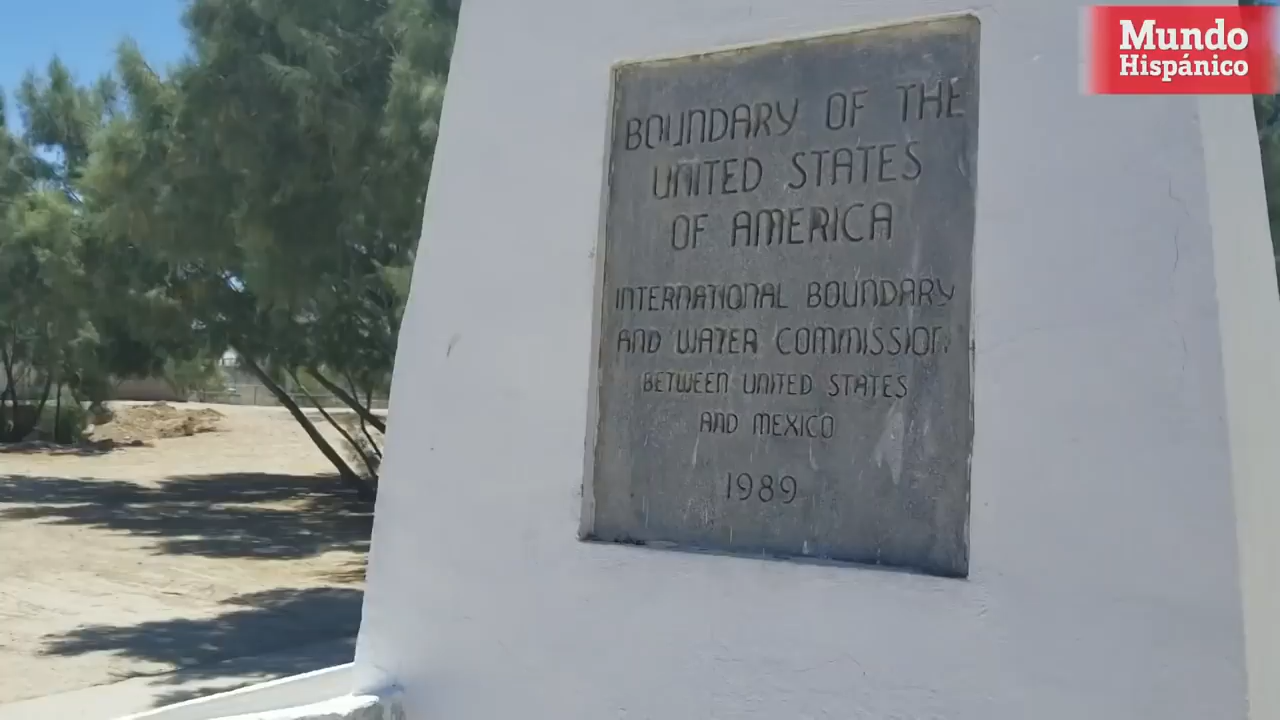 Mundo
Hispánico
BOUNDARY OF THE
UNITED STATES
OF AMERICA
INTERNATIONAL BOUNDARY
AND WATER COMMISSION
BETWEEN UNITED STATES
AND MEXICO
1989